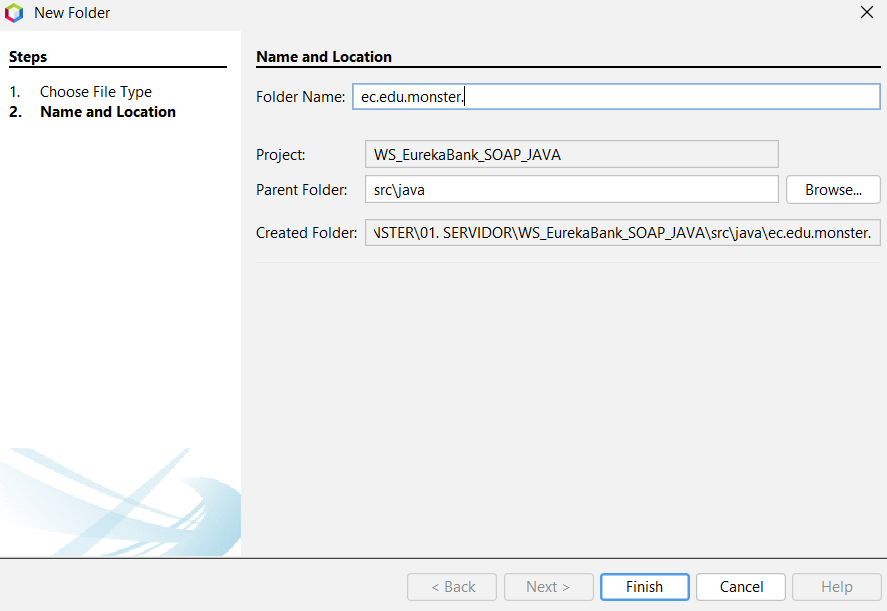 New Folder
Steps
1. Choose File Type
2. Name and Location
Name and Location
Folder Name: ec.edu.monster.
Project: WS_EurekaBank_SOAP_JAVA
Parent Folder: src\java Browse...
Created Folder: NSTER\01. SERVIDOR\WS_EurekaBank_SOAP_JAVA\src\java\ec.edu.monster.
< Back Next > Finish Cancel Help